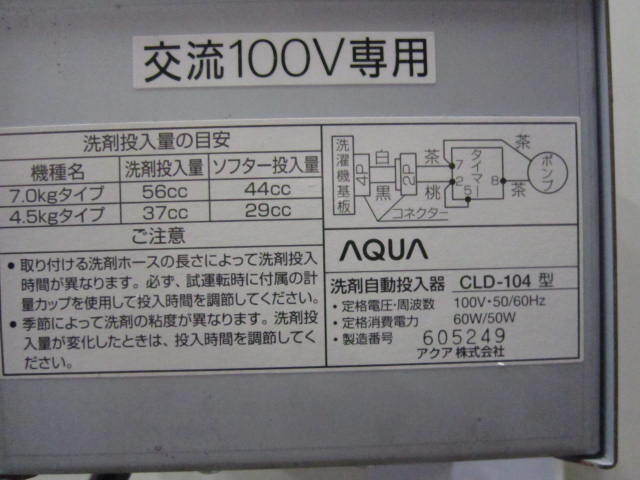 交流100V専用
洗剤投入量の目安
機種名 洗剤投入量 ソフター投入量
7.0kgタイプ 56cc 44cc
4.5kgタイプ 37cc 29cc
ご注意
●取り付ける洗剤ホースの長さによって洗剤投入
時間が異なります。必ず、試運転時に付属の計
量カップを使用して投入時間を調節してください。
●季節によって洗剤の粘度が異なります。洗剤投
入量が変化したときは、投入時間を調節してく
ださい。
洗濯機基板
4P
白
黒
2P
コネクター
茶
桃
7
2
5
タイマー
8
茶
茶
ポンプ
AQUA
洗剤自動投入器 CLD-104 型
・定格電圧・周波数 100V・50/60Hz
・定格消費電力 60W/50W
・製造番号 605249
アクア株式会社